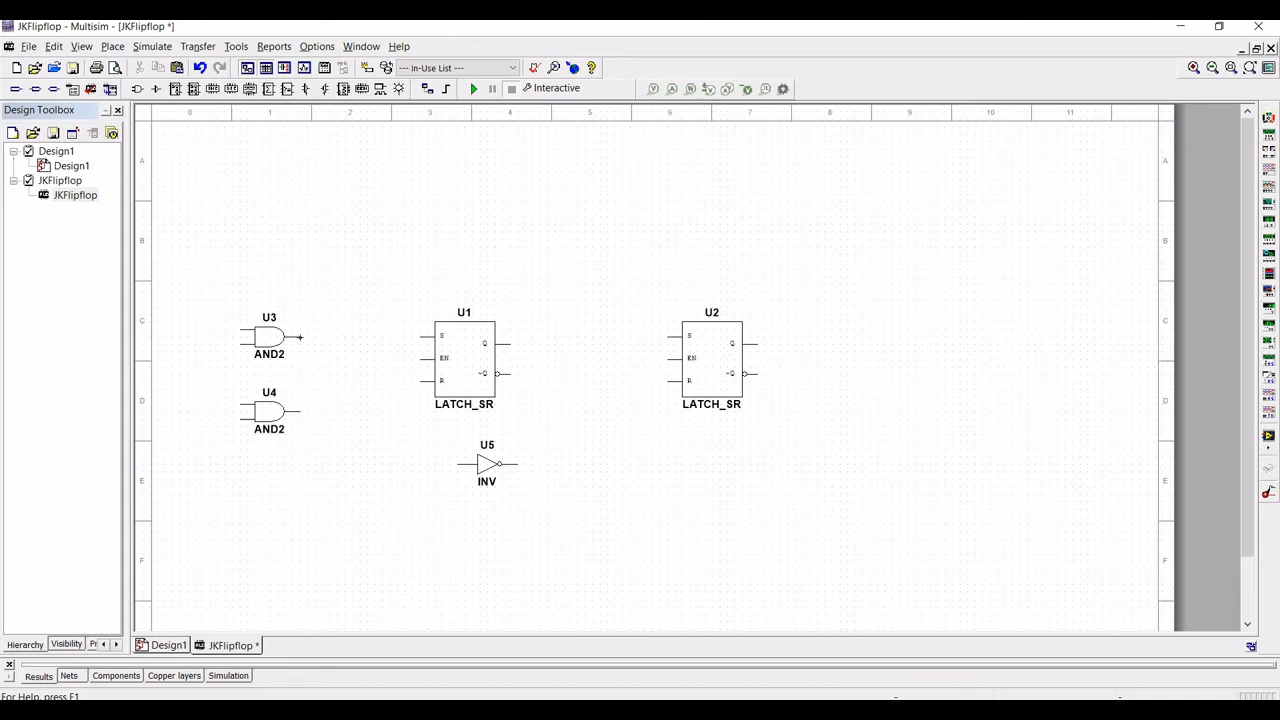 JKFlipflop - Multisim - [JKFlipflop *]
File Edit View Place Simulate Transfer Tools Reports Options Window Help
--- In-Use List ---
Interactive
Design Toolbox
Design1
Design1
JKFlipflop
JKFlipflop
0 1 2 3 4 5 6 7 8 9 10 11
A A
B B
C C
D D
E E
F F
U3
AND2
U4
AND2
U1
S Q
EN
~Q
R
LATCH_SR
U2
S Q
EN
~Q
R
LATCH_SR
U5
INV
Hierarchy Visibility
Design1 JKFlipflop *
Results Nets Components Copper layers Simulation
For Help, press F1